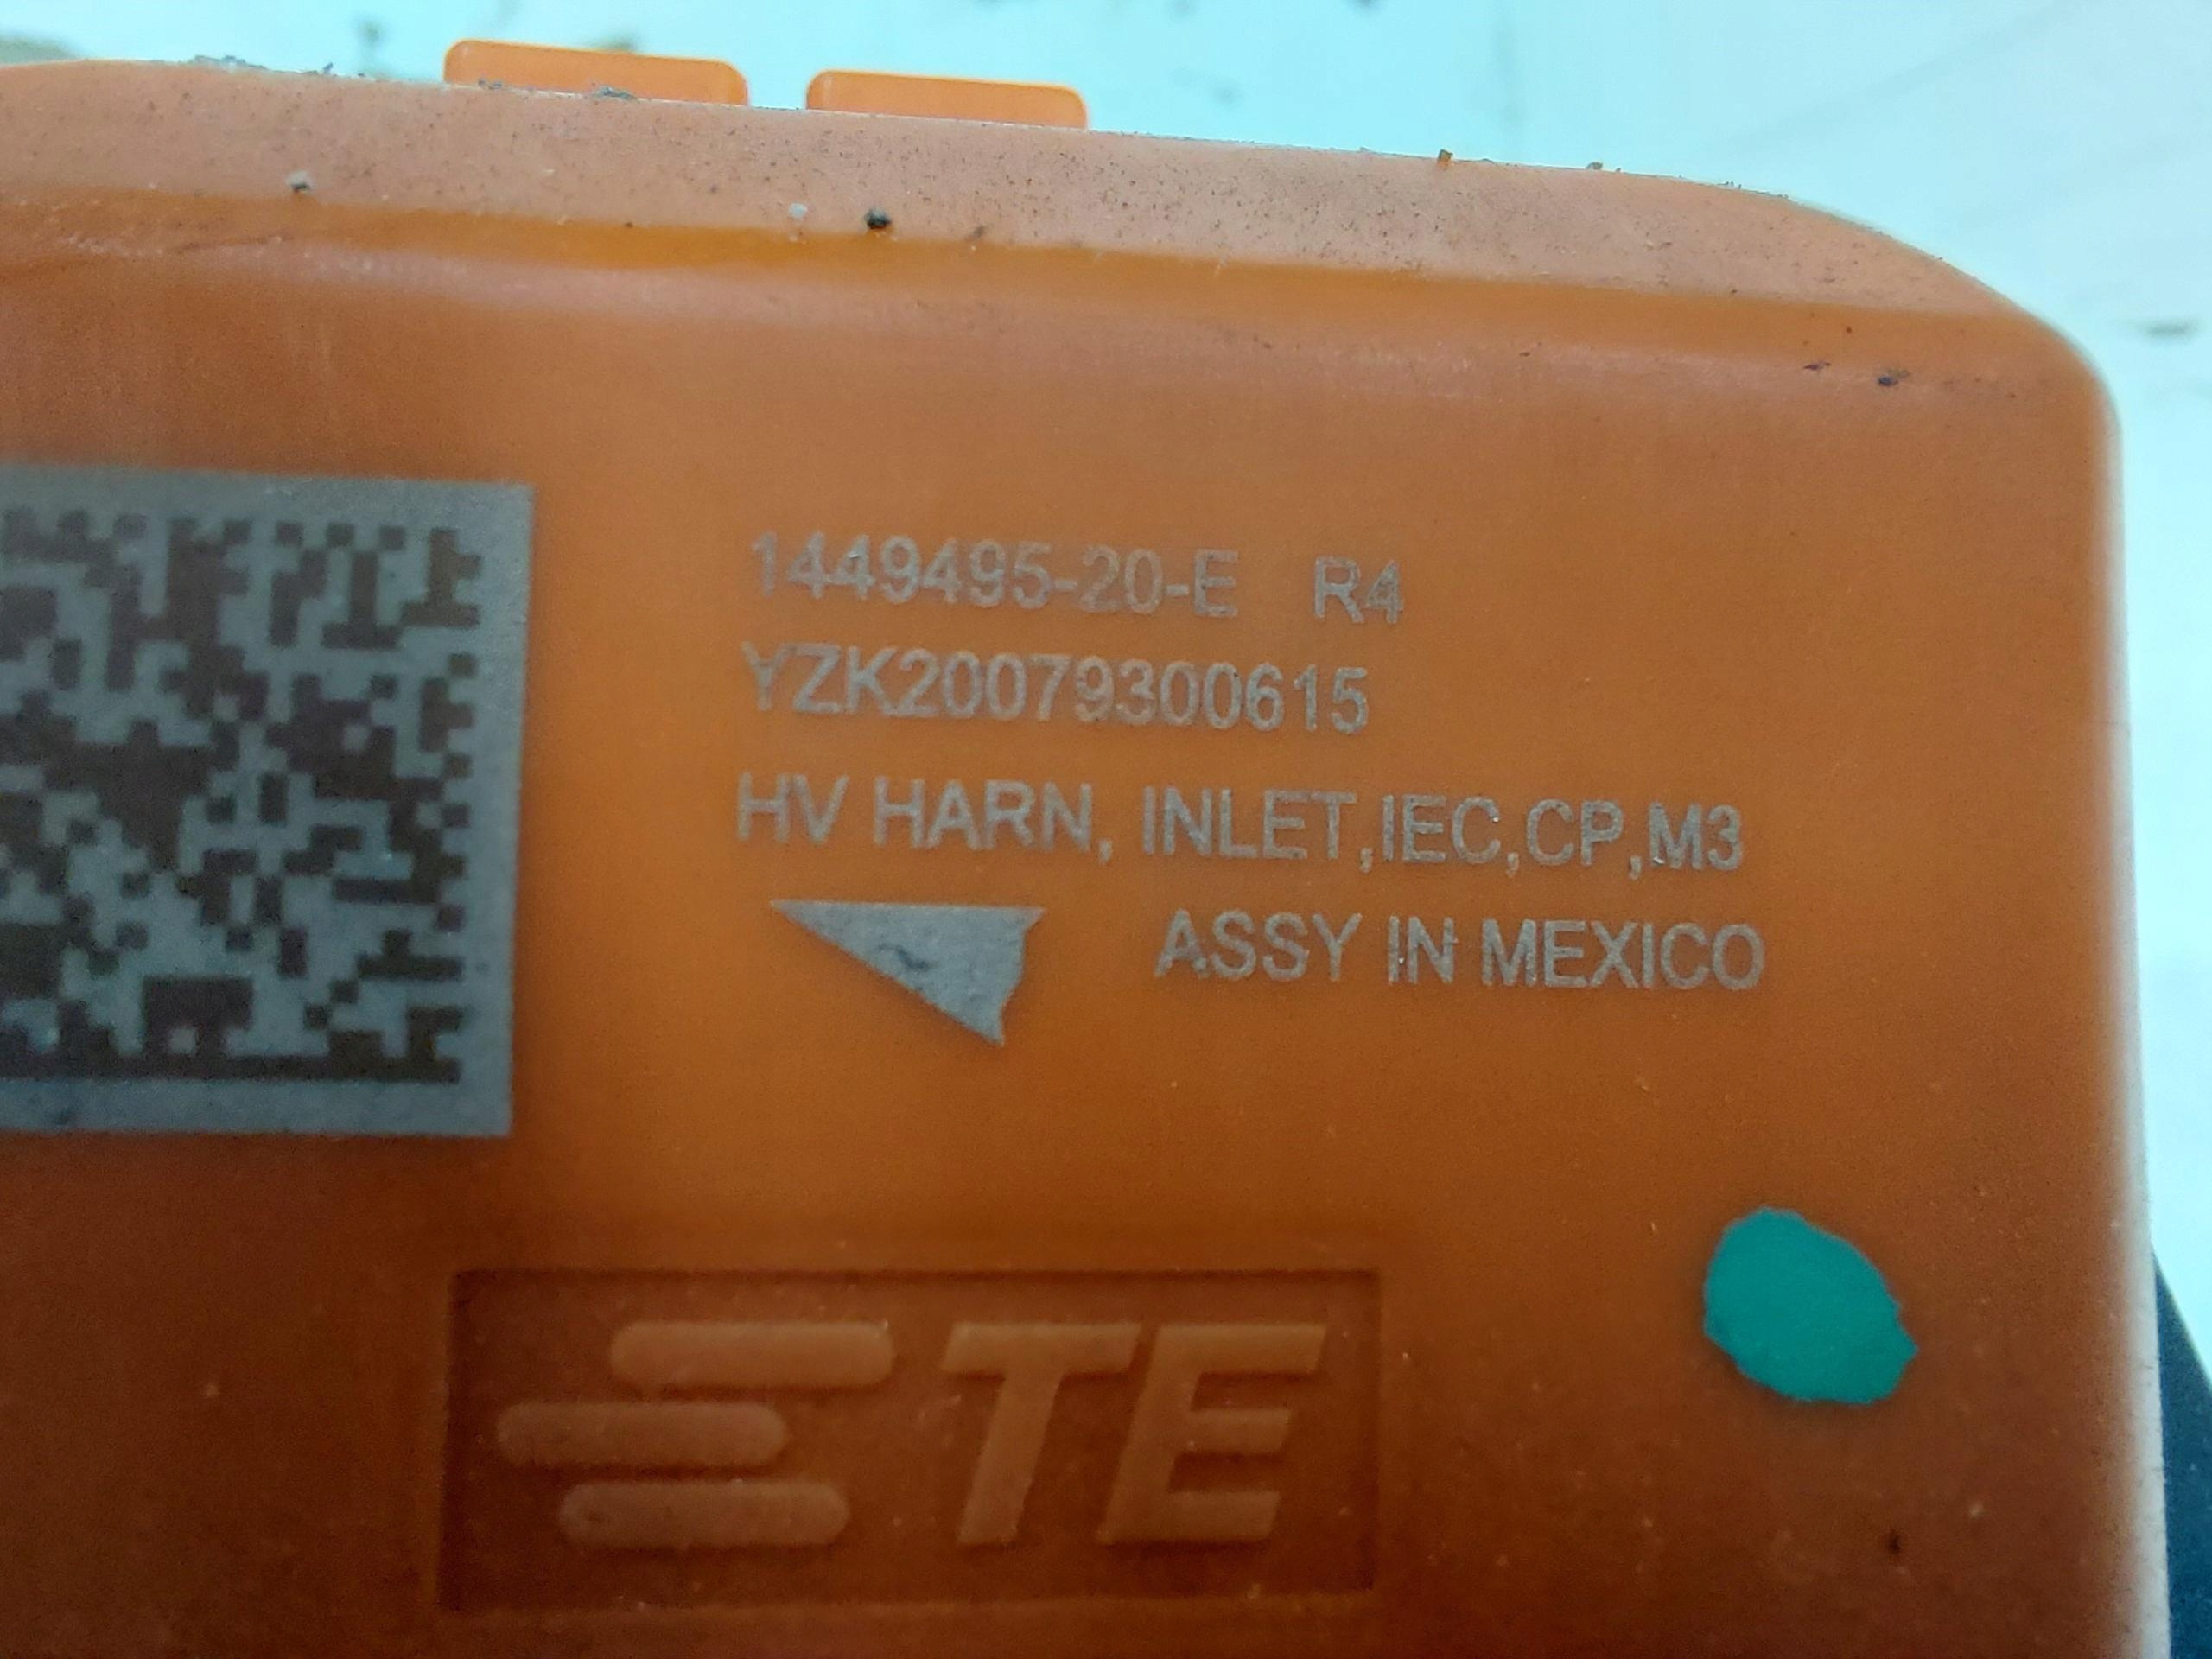 1449495-20-E R4
YZK20079300615
HV HARN, INLET,IEC,CP,M3
ASSY IN MEXICO
TE